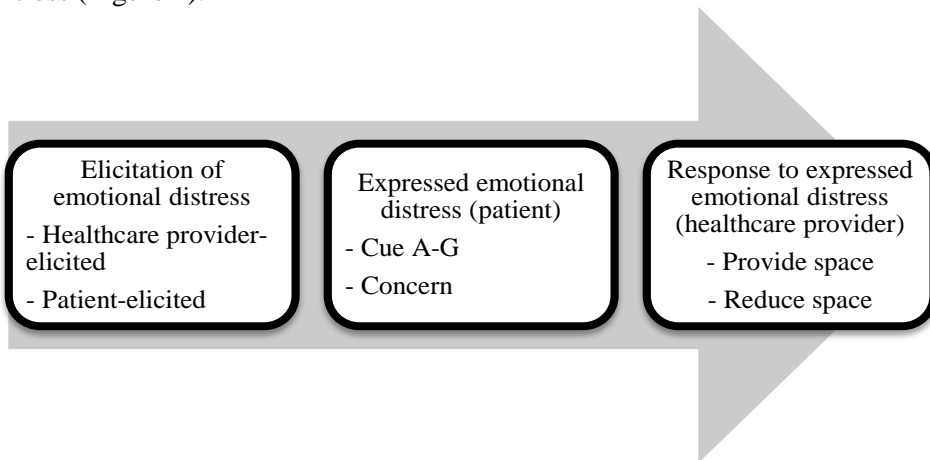 Elicitation of
emotional distress
- Healthcare provider-
elicited
- Patient-elicited
Expressed emotional
distress (patient)
- Cue A-G
- Concern
Response to expressed
emotional distress
(healthcare provider)
- Provide space
- Reduce space